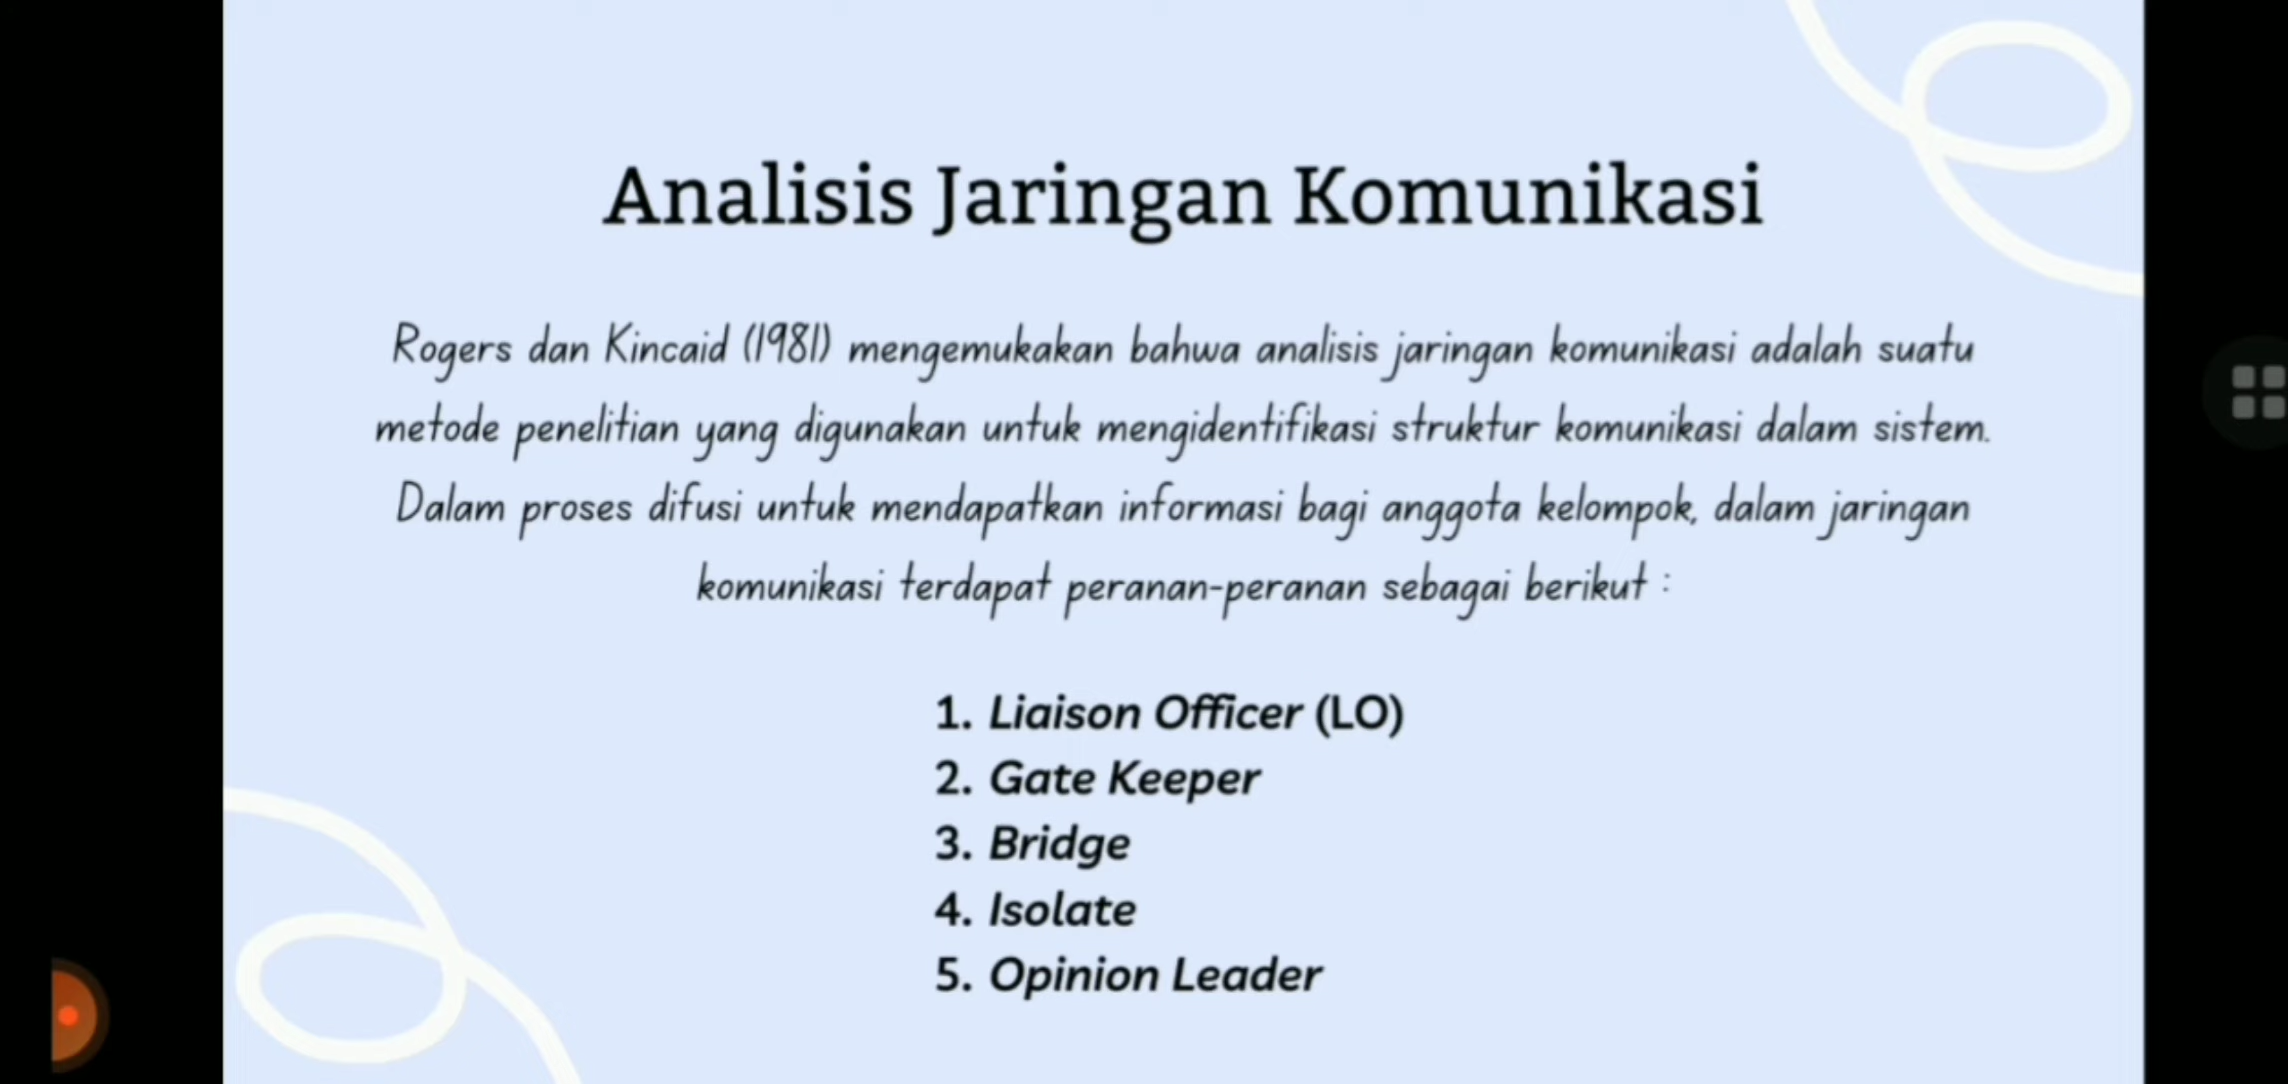 Analisis Jaringan Komunikasi
Rogers dan Kincaid (1981) mengemukakan bahwa analisis jaringan komunikasi adalah suatu
metode penelitian yang digunakan untuk mengidentifikasi struktur komunikasi dalam sistem.
Dalam proses difusi untuk mendapatkan informasi bagi anggota kelompok, dalam jaringan
komunikasi terdapat peranan-peranan sebagai berikut :
1. Liaison Officer (LO)
2. Gate Keeper
3. Bridge
4. Isolate
5. Opinion Leader